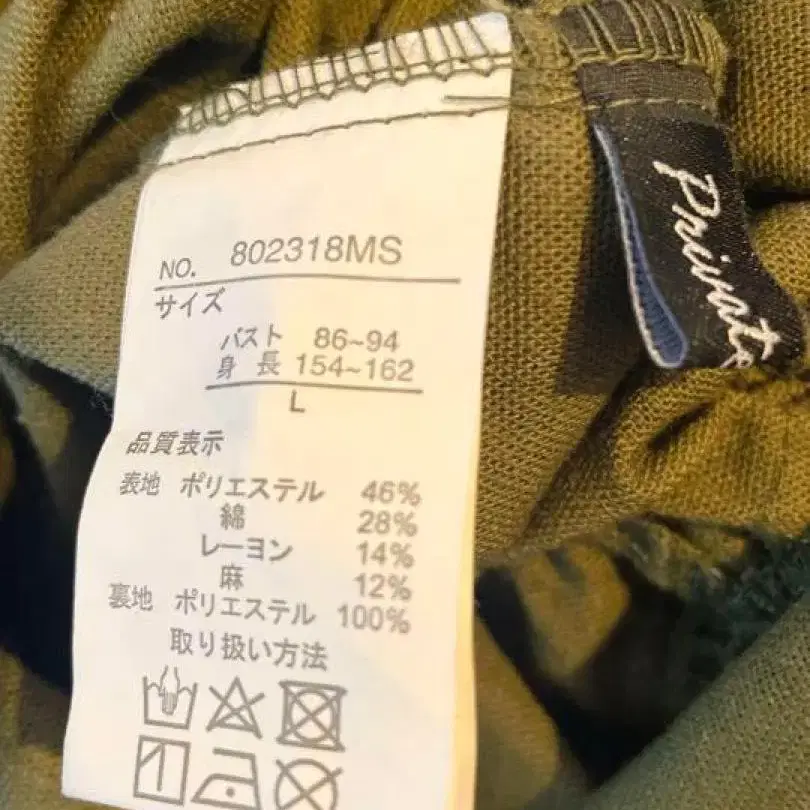 NO. 802318MS
サイズ
バスト 86~94
身長 154~162
L
品質表示
表地 ポリエステル 46%
綿 28%
レーヨン 14%
麻 12%
裏地 ポリエステル 100%
取り扱い方法
Private